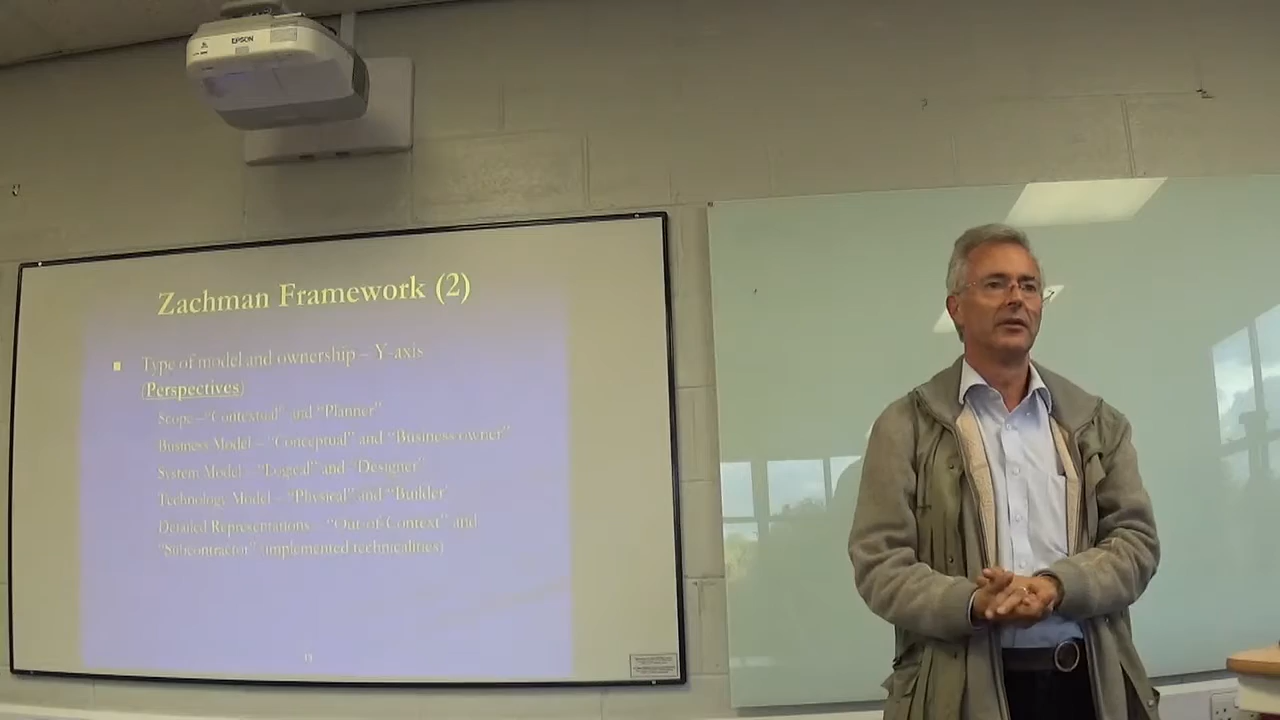 EPSON
Zachman Framework (2)
Type of model and ownership – Y-axis
(Perspectives)
Scope –"Contextual" and "Planner"
Business Model – "Conceptual" and "Business owner"
System Model – "Logical" and "Designer"
Technology Model – "Physical" and "Builder"
Detailed Representations – "Out-of-Context" and
"Subcontractor" (implemented technicalities)